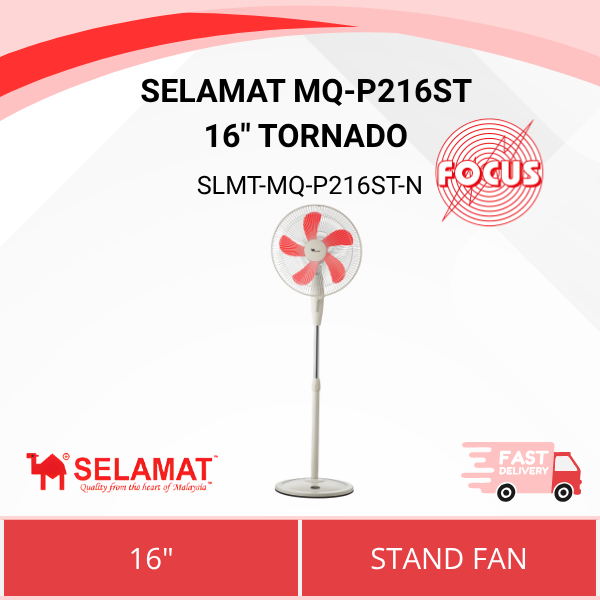 SELAMAT MQ-P216ST
16" TORNADO
SLMT-MQ-P216ST-N
FOCUS
SELAMAT™
Quality from the heart of Malaysia
FAST
DELIVERY
16"
STAND FAN